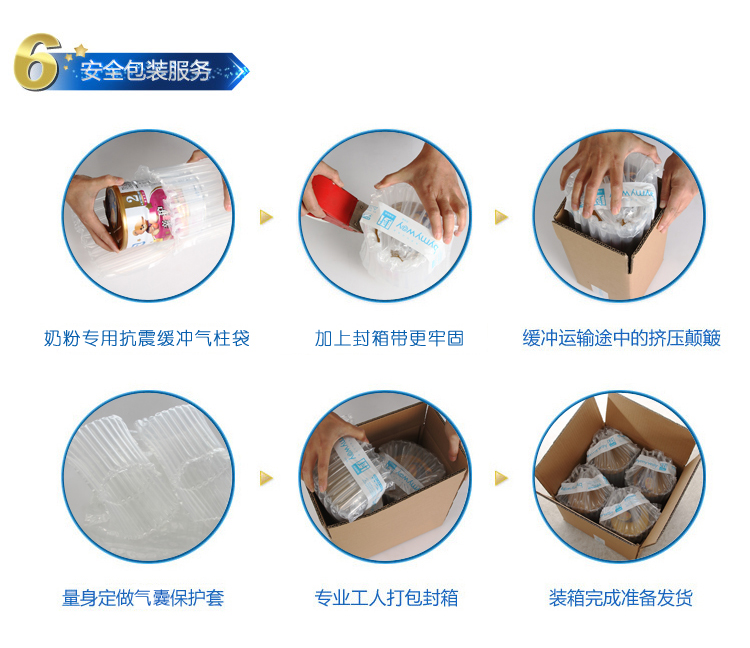 6
安全包装服务
2
ymyway
奶粉专用抗震缓冲气柱袋
加上封箱带更牢固
缓冲运输途中的挤压颠簸
量身定做气囊保护套
专业工人打包封箱
装箱完成准备发货